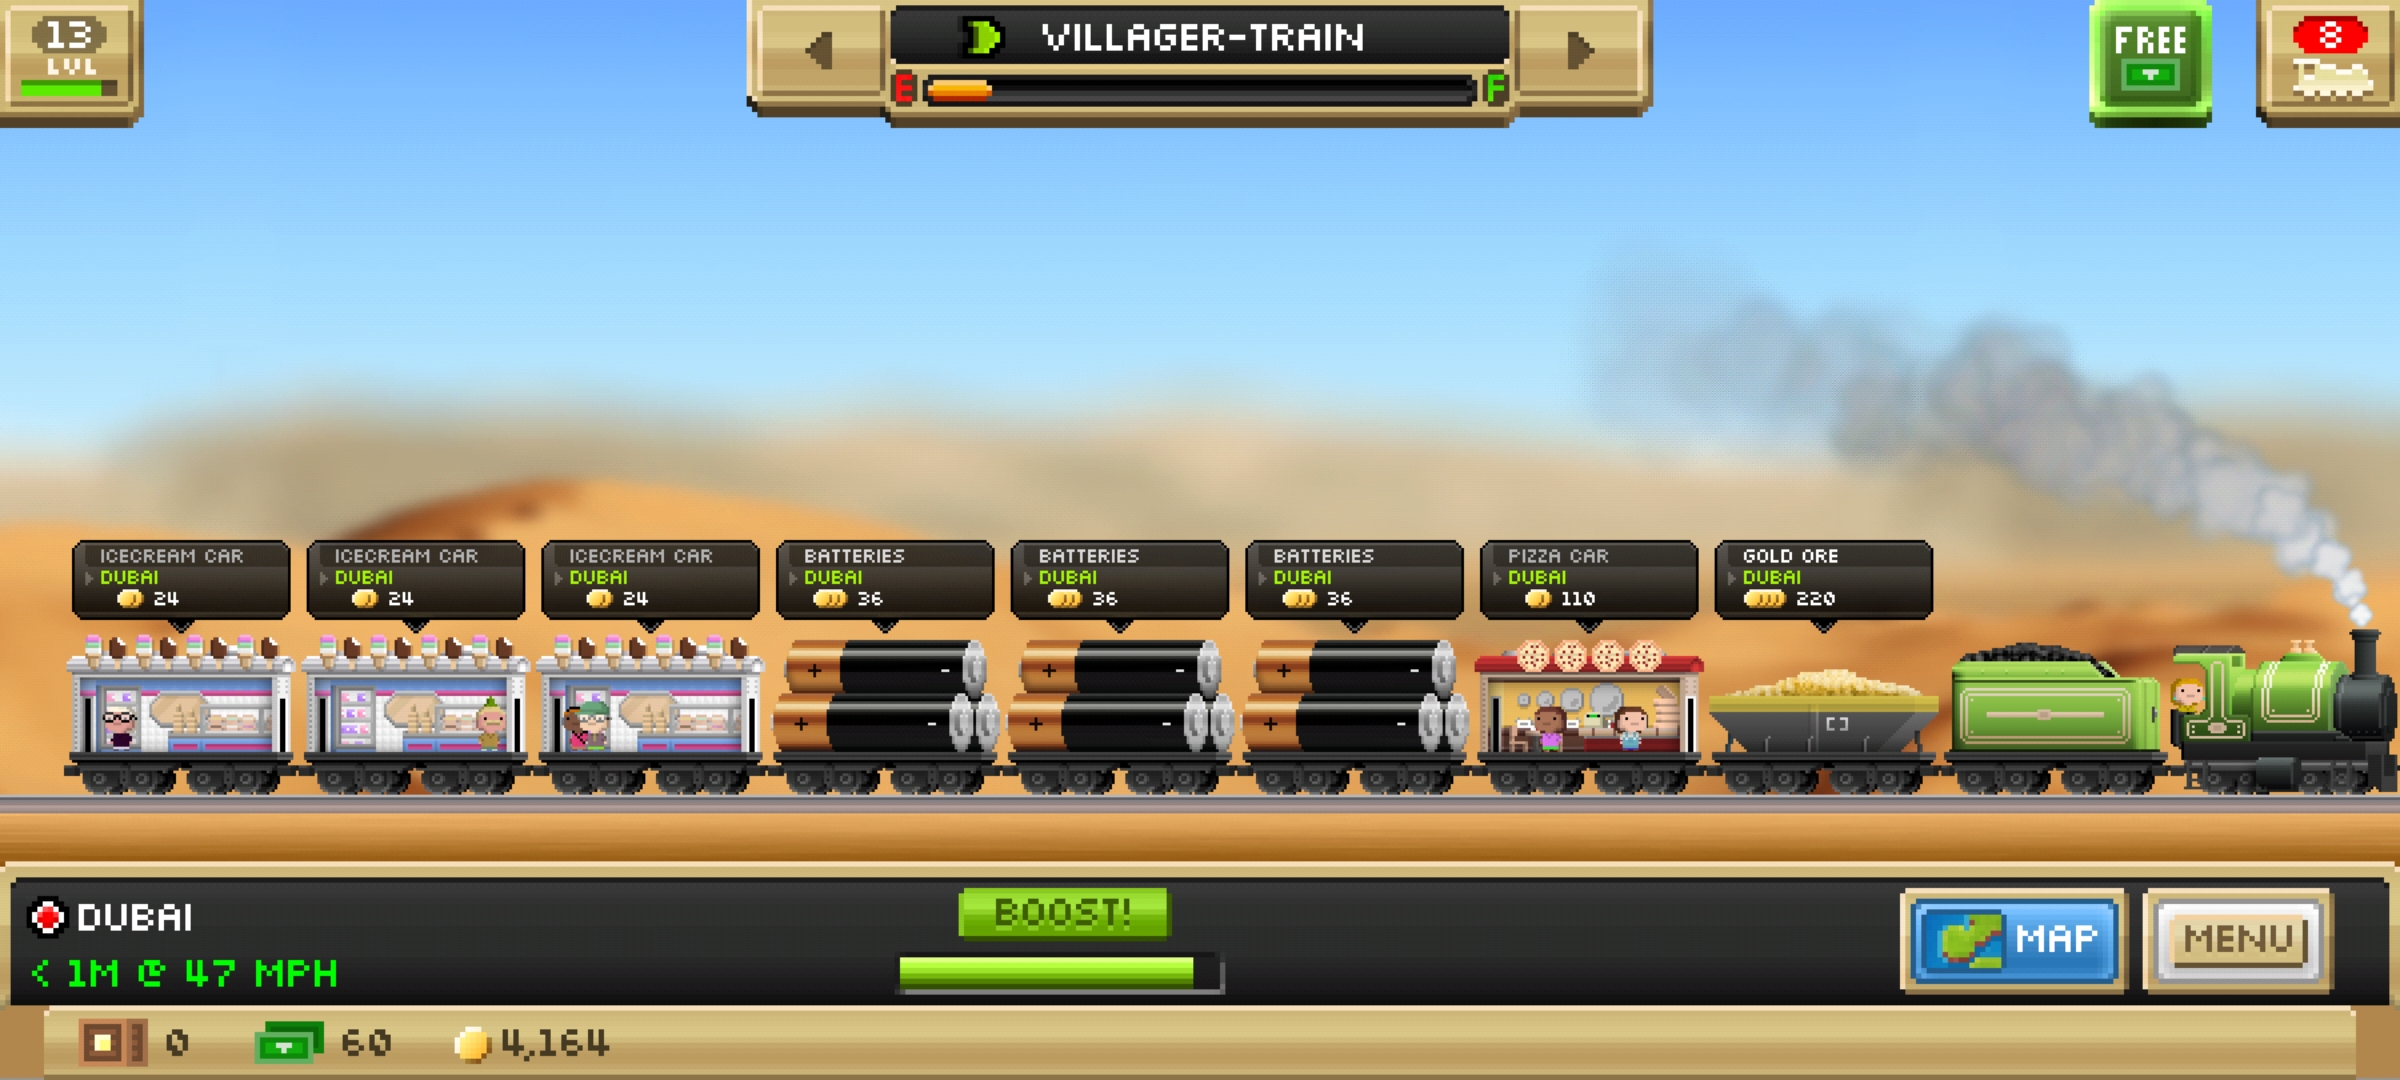 13
LVL
VILLAGER-TRAIN
E
F
FREE
8
ICECREAM CAR
DUBAI
24
ICECREAM CAR
DUBAI
24
ICECREAM CAR
DUBAI
24
BATTERIES
DUBAI
36
BATTERIES
DUBAI
36
BATTERIES
DUBAI
36
PIZZA CAR
DUBAI
110
GOLD ORE
DUBAI
220
+ -
+ -
+ -
+ -
+ -
+ -
DUBAI
BOOST!
MAP
MENU
< 1M @ 47 MPH
0
60
4,164